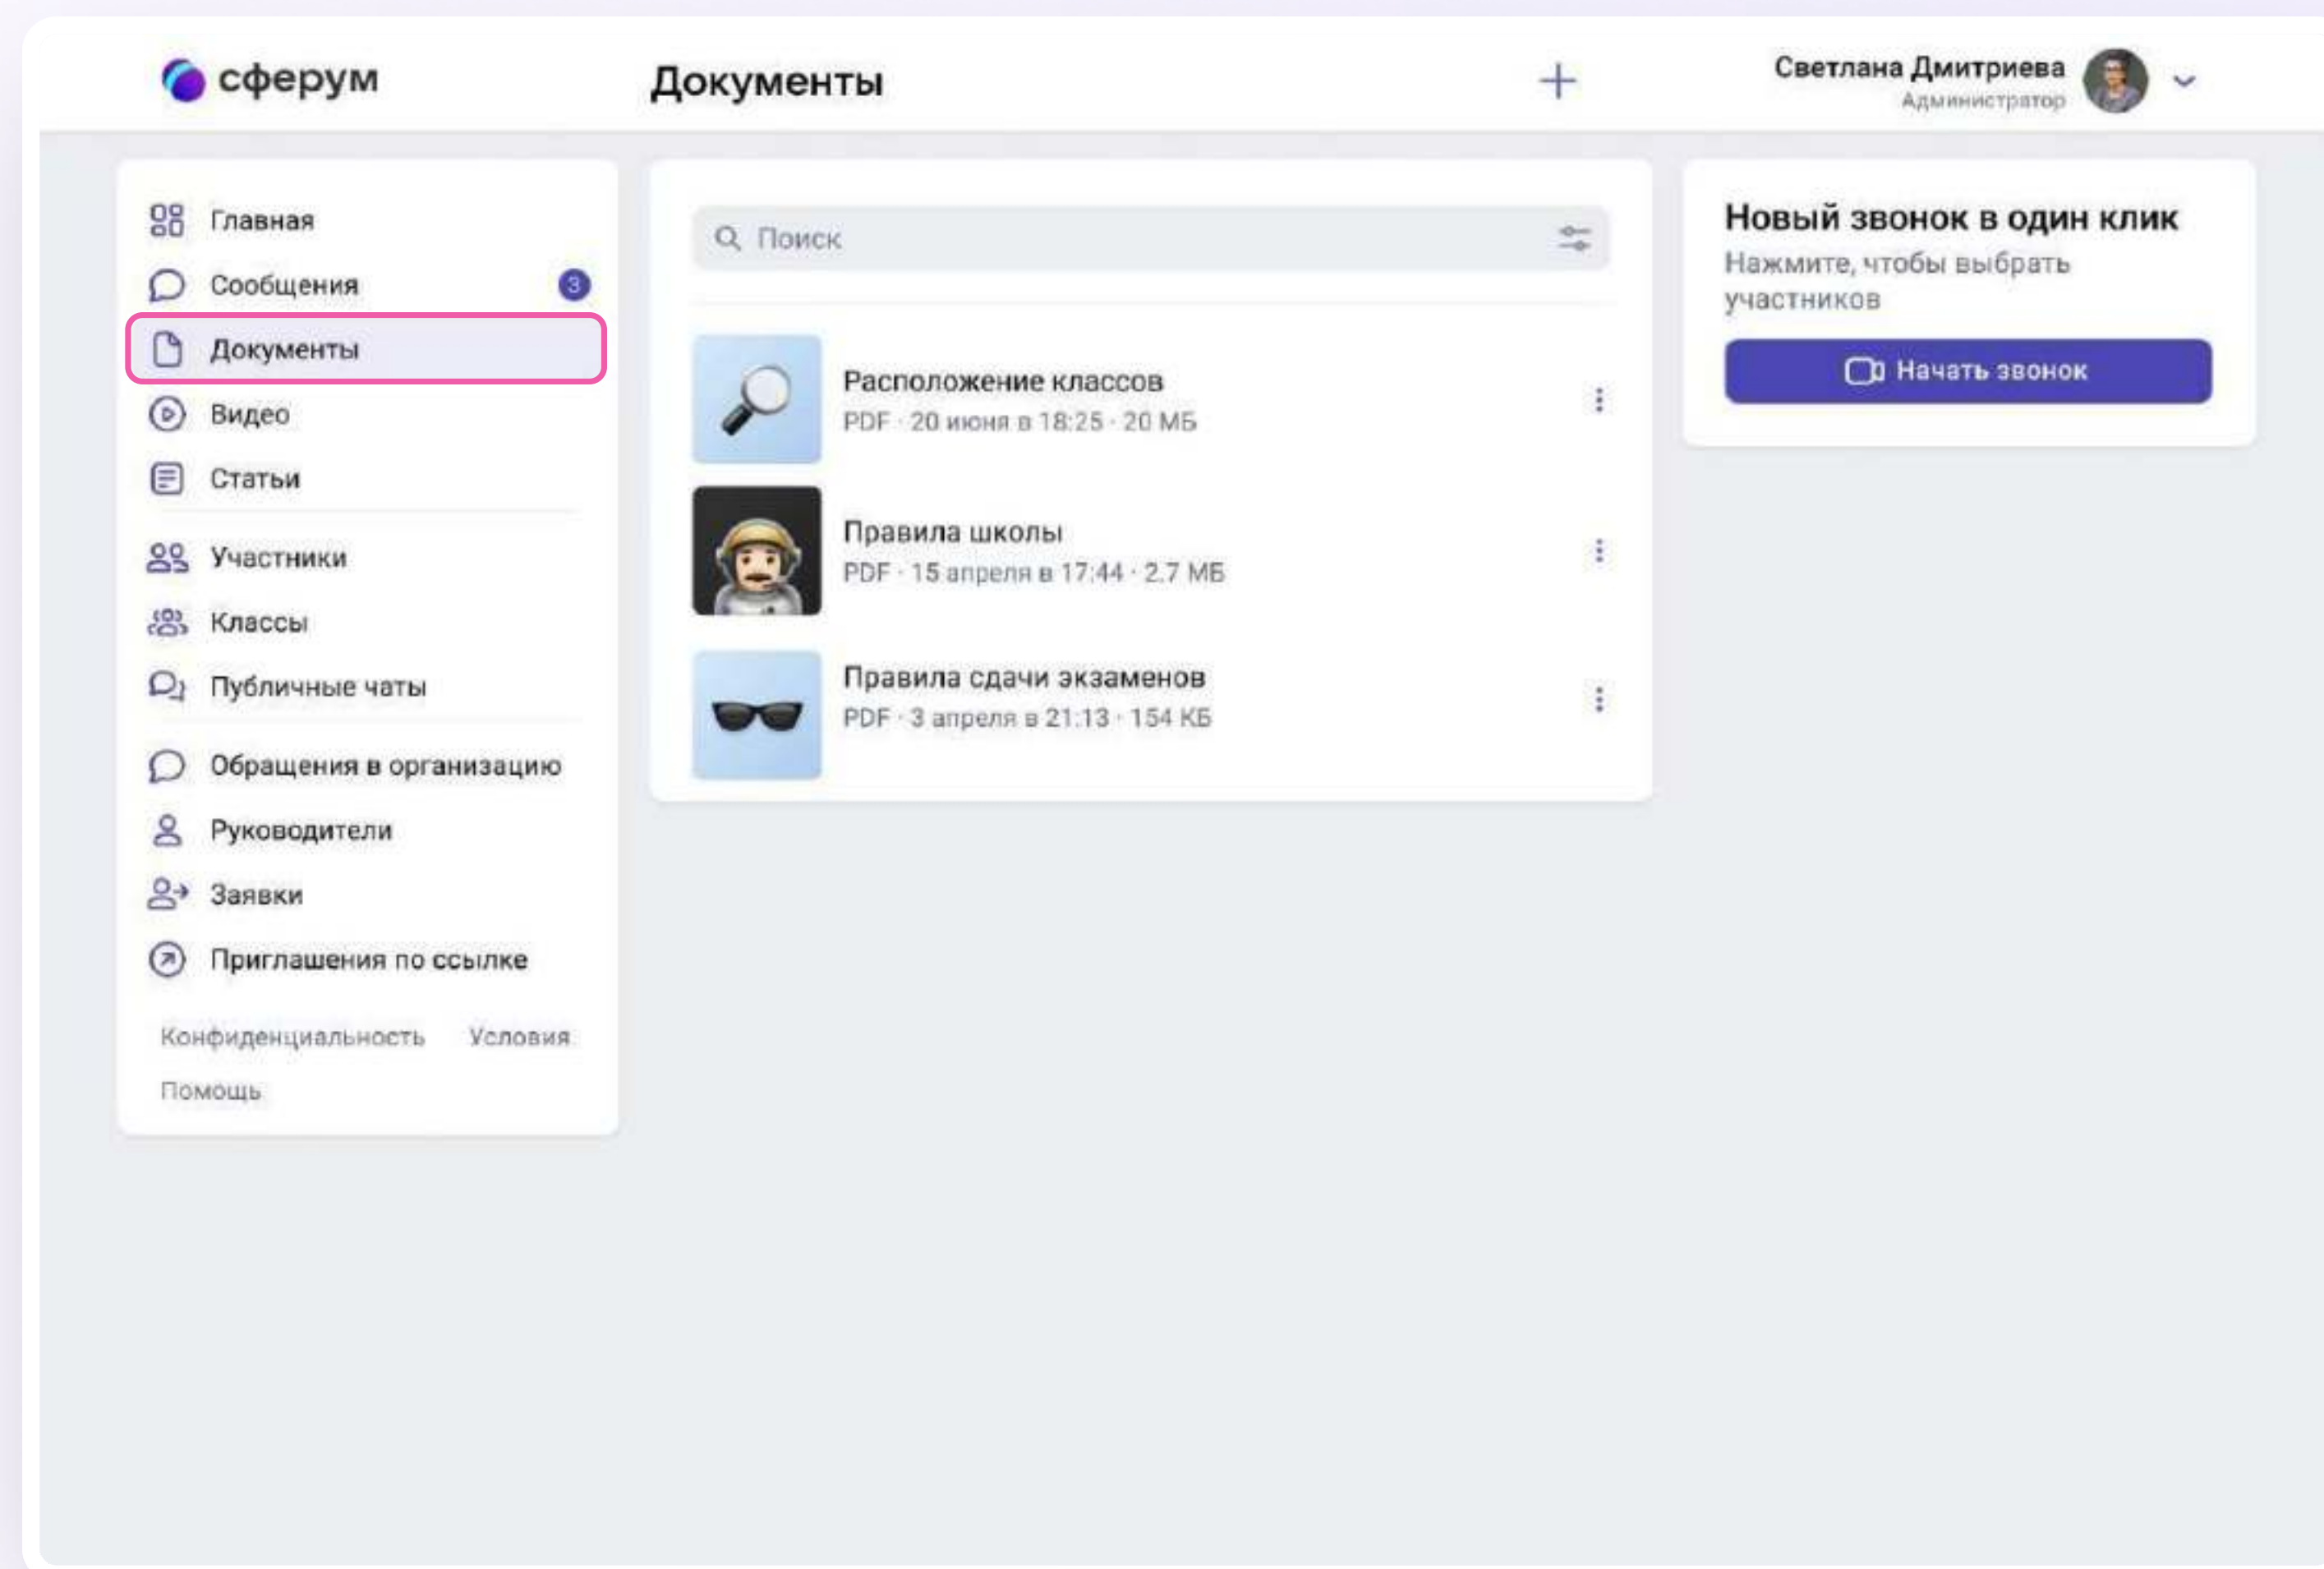 сферум
Документы
Светлана Дмитриева
Администратор
Главная
Сообщения
3
Документы
Видео
Статьи
Участники
Классы
Публичные чаты
Обращения в организацию
Руководители
Заявки
Приглашения по ссылке
Конфиденциальность Условия
Помощь
Поиск
Расположение классов
PDF · 20 июня в 18:25 · 20 МБ
Правила школы
PDF · 15 апреля в 17:44 · 2.7 МБ
Правила сдачи экзаменов
PDF · 3 апреля в 21:13 · 154 КБ
Новый звонок в один клик
Нажмите, чтобы выбрать
участников
Начать звонок